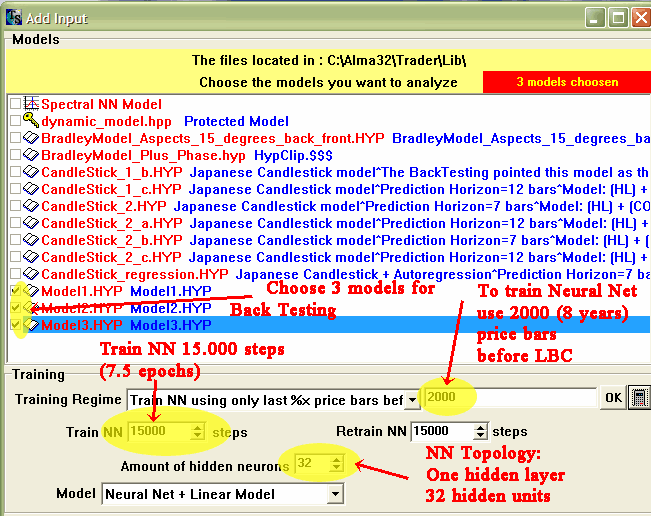 Add Input
Models
The files located in : C:\Alma32\Trader\Lib\
Choose the models you want to analyze
3 models choosen
Spectral NN Model
dynamic_model.hpp Protected Model
BradleyModel_Aspects_15_degrees_back_front.HYP BradleyModel_Aspects_15_degrees_ba
BradleyModel_Plus_Phase.hyp HypClip.$$$
CandleStick_1_b.HYP Japanese Candlestick model^The BackTesting pointed this model as th
CandleStick_1_c.HYP Japanese Candlestick model^Prediction Horizon=12 bars^Model: (HL) +
CandleStick_2.HYP Japanese Candlestick model^Prediction Horizon=7 bars^Model: (HL) + (CO
CandleStick_2_a.HYP Japanese Candlestick model^Prediction Horizon=12 bars^Model: (HL) +
CandleStick_2_b.HYP Japanese Candlestick model^Prediction Horizon=7 bars^Model: (HL) + (
CandleStick_2_c.HYP Japanese Candlestick model^Prediction Horizon=12 bars^Model: (HL) +
CandleStick_regression.HYP Japanese Candlestick + Autoregression^Prediction Horizon=7 ba
Model1.HYP Model1.HYP
Model2.HYP Model2.HYP
Model3.HYP Model3.HYP
Choose 3 models for
Back Testing
To train Neural Net
use 2000 (8 years)
price bars
before LBC
Train NN 15.000 steps
(7.5 epochs)
Training
Training Regime Train NN using only last %x price bars bef 2000 OK
Train NN 15000 steps Retrain NN 15000 steps
Amount of hidden neurons 32
NN Topology:
One hidden layer
32 hidden units
Model Neural Net + Linear Model